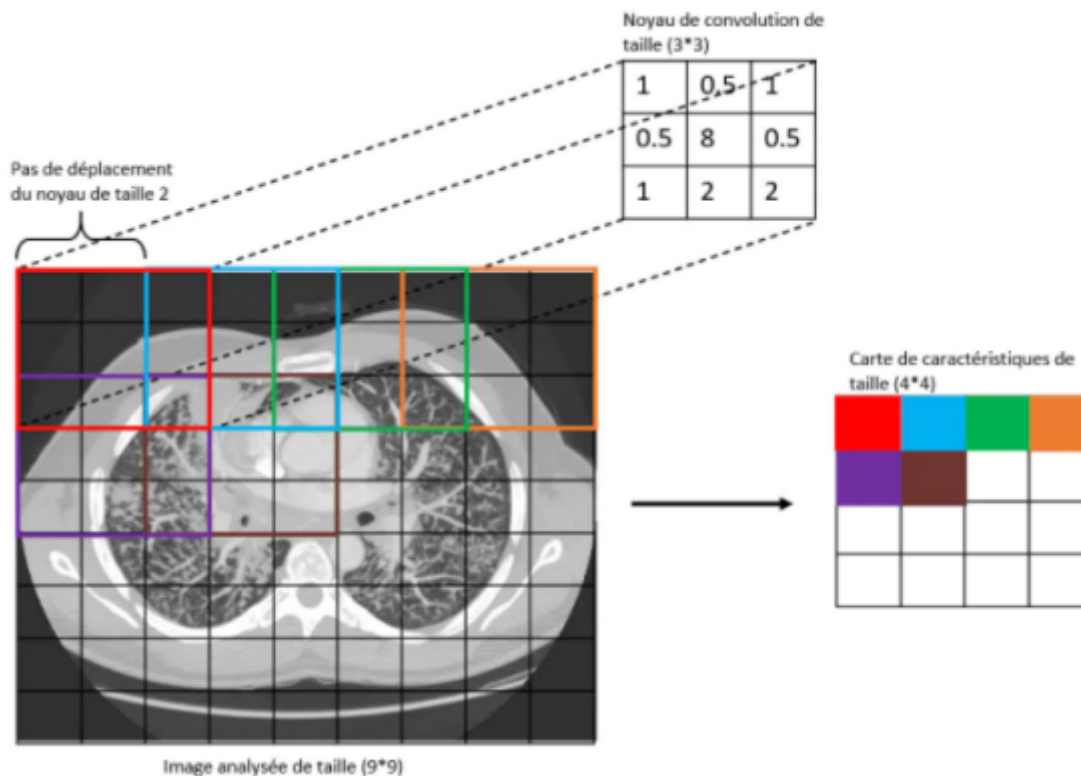 Noyau de convolution de
taille (3*3)
1 0.5 1
0.5 8 0.5
1 2 2
Pas de déplacement
du noyau de taille 2
Carte de caractéristiques de
taille (4*4)
Image analysée de taille (9*9)